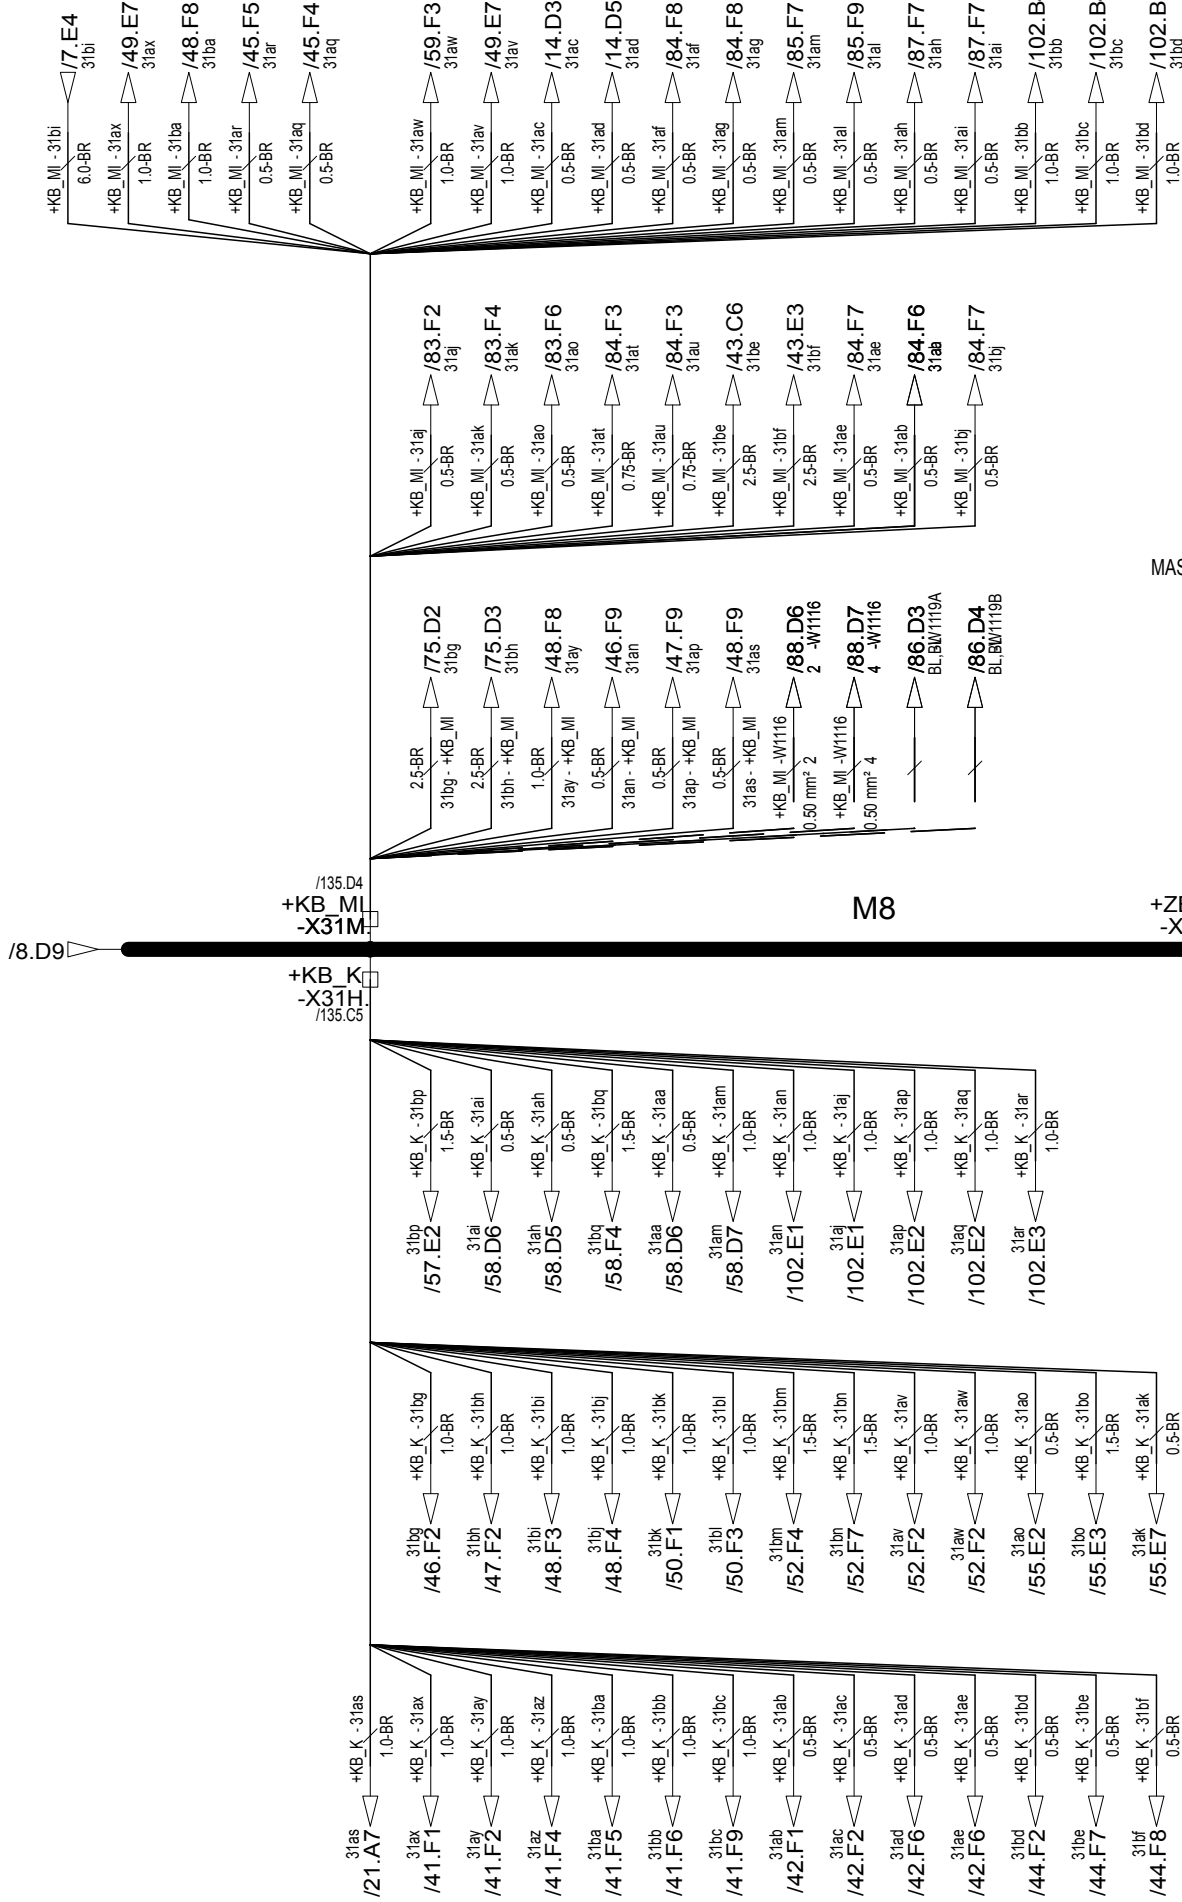 /7.E4
31bi
/49.E7
31ax
/48.F8
31ba
/45.F5
31ar
/45.F4
31aq
/59.F3
31aw
/49.E7
31av
/14.D3
31ac
/14.D5
31ad
/84.F8
31af
/84.F8
31ag
/85.F7
31am
/85.F9
31al
/87.F7
31ah
/87.F7
31ai
/102.B
31bb
/102.B
31bc
/102.B
31bd
+KB_MI - 31bi
6.0-BR
+KB_MI - 31ax
1.0-BR
+KB_MI - 31ba
1.0-BR
+KB_MI - 31ar
0.5-BR
+KB_MI - 31aq
0.5-BR
+KB_MI - 31aw
1.0-BR
+KB_MI - 31av
1.0-BR
+KB_MI - 31ac
0.5-BR
+KB_MI - 31ad
0.5-BR
+KB_MI - 31af
0.5-BR
+KB_MI - 31ag
0.5-BR
+KB_MI - 31am
0.5-BR
+KB_MI - 31al
0.5-BR
+KB_MI - 31ah
0.5-BR
+KB_MI - 31ai
0.5-BR
+KB_MI - 31bb
1.0-BR
+KB_MI - 31bc
1.0-BR
+KB_MI - 31bd
1.0-BR
/83.F2
31aj
/83.F4
31ak
/83.F6
31ao
/84.F3
31at
/84.F3
31au
/43.C6
31be
/43.E3
31bf
/84.F7
31ae
/84.F6
/84.F7
31bj
+KB_MI - 31aj
0.5-BR
+KB_MI - 31ak
0.5-BR
+KB_MI - 31ao
0.5-BR
+KB_MI - 31at
0.75-BR
+KB_MI - 31au
0.75-BR
+KB_MI - 31be
2.5-BR
+KB_MI - 31bf
2.5-BR
+KB_MI - 31ae
0.5-BR
+KB_MI - 31ab
0.5-BR
+KB_MI - 31bj
0.5-BR
MAS
/75.D2
31bg
/75.D3
31bh
/48.F8
31ay
/46.F9
31an
/47.F9
31ap
/48.F9
31as
/88.D6
2 -W1116
/88.D7
4 -W1116
/86.D3
/86.D4
2.5-BR
31bg - +KB_MI
2.5-BR
31bh - +KB_MI
1.0-BR
31ay - +KB_MI
0.5-BR
31an - +KB_MI
0.5-BR
31ap - +KB_MI
0.5-BR
31as - +KB_MI
+KB_MI -W1116
0.50 mm² 2
+KB_MI -W1116
0.50 mm² 4
/135.D4
+KB_MI
-X31M.
M8
+ZE
-X
/8.D9
+KB_K
-X31H.
/135.C5
+KB_K - 31bp
1.5-BR
+KB_K - 31ai
0.5-BR
+KB_K - 31ah
0.5-BR
+KB_K - 31bq
1.5-BR
+KB_K - 31aa
0.5-BR
+KB_K - 31am
1.0-BR
+KB_K - 31an
1.0-BR
+KB_K - 31aj
1.0-BR
+KB_K - 31ap
1.0-BR
+KB_K - 31aq
1.0-BR
+KB_K - 31ar
1.0-BR
31bp
/57.E2
31ai
/58.D6
31ah
/58.D5
31bq
/58.F4
31aa
/58.D6
31am
/58.D7
31an
/102.E1
31aj
/102.E1
31ap
/102.E2
31aq
/102.E2
31ar
/102.E3
+KB_K - 31bg
1.0-BR
+KB_K - 31bh
1.0-BR
+KB_K - 31bi
1.0-BR
+KB_K - 31bj
1.0-BR
+KB_K - 31bk
1.0-BR
+KB_K - 31bl
1.0-BR
+KB_K - 31bm
1.5-BR
+KB_K - 31bn
1.5-BR
+KB_K - 31av
1.0-BR
+KB_K - 31aw
1.0-BR
+KB_K - 31ao
0.5-BR
+KB_K - 31bo
1.5-BR
+KB_K - 31ak
0.5-BR
31bg
/46.F2
31bh
/47.F2
31bi
/48.F3
31bj
/48.F4
31bk
/50.F1
31bl
/50.F3
31bm
/52.F4
31bn
/52.F7
31av
/52.F2
31aw
/52.F2
31ao
/55.E2
31bo
/55.E3
31ak
/55.E7
+KB_K - 31as
1.0-BR
+KB_K - 31ax
1.0-BR
+KB_K - 31ay
1.0-BR
+KB_K - 31az
1.0-BR
+KB_K - 31ba
1.0-BR
+KB_K - 31bb
1.0-BR
+KB_K - 31bc
1.0-BR
+KB_K - 31ab
0.5-BR
+KB_K - 31ac
0.5-BR
+KB_K - 31ad
0.5-BR
+KB_K - 31ae
0.5-BR
+KB_K - 31bd
0.5-BR
+KB_K - 31be
0.5-BR
+KB_K - 31bf
0.5-BR
31as
/21.A7
31ax
/41.F1
31ay
/41.F2
31az
/41.F4
31ba
/41.F5
31bb
/41.F6
31bc
/41.F9
31ab
/42.F1
31ac
/42.F2
31ad
/42.F6
31ae
/42.F6
31bd
/44.F2
31be
/44.F7
31bf
/44.F8